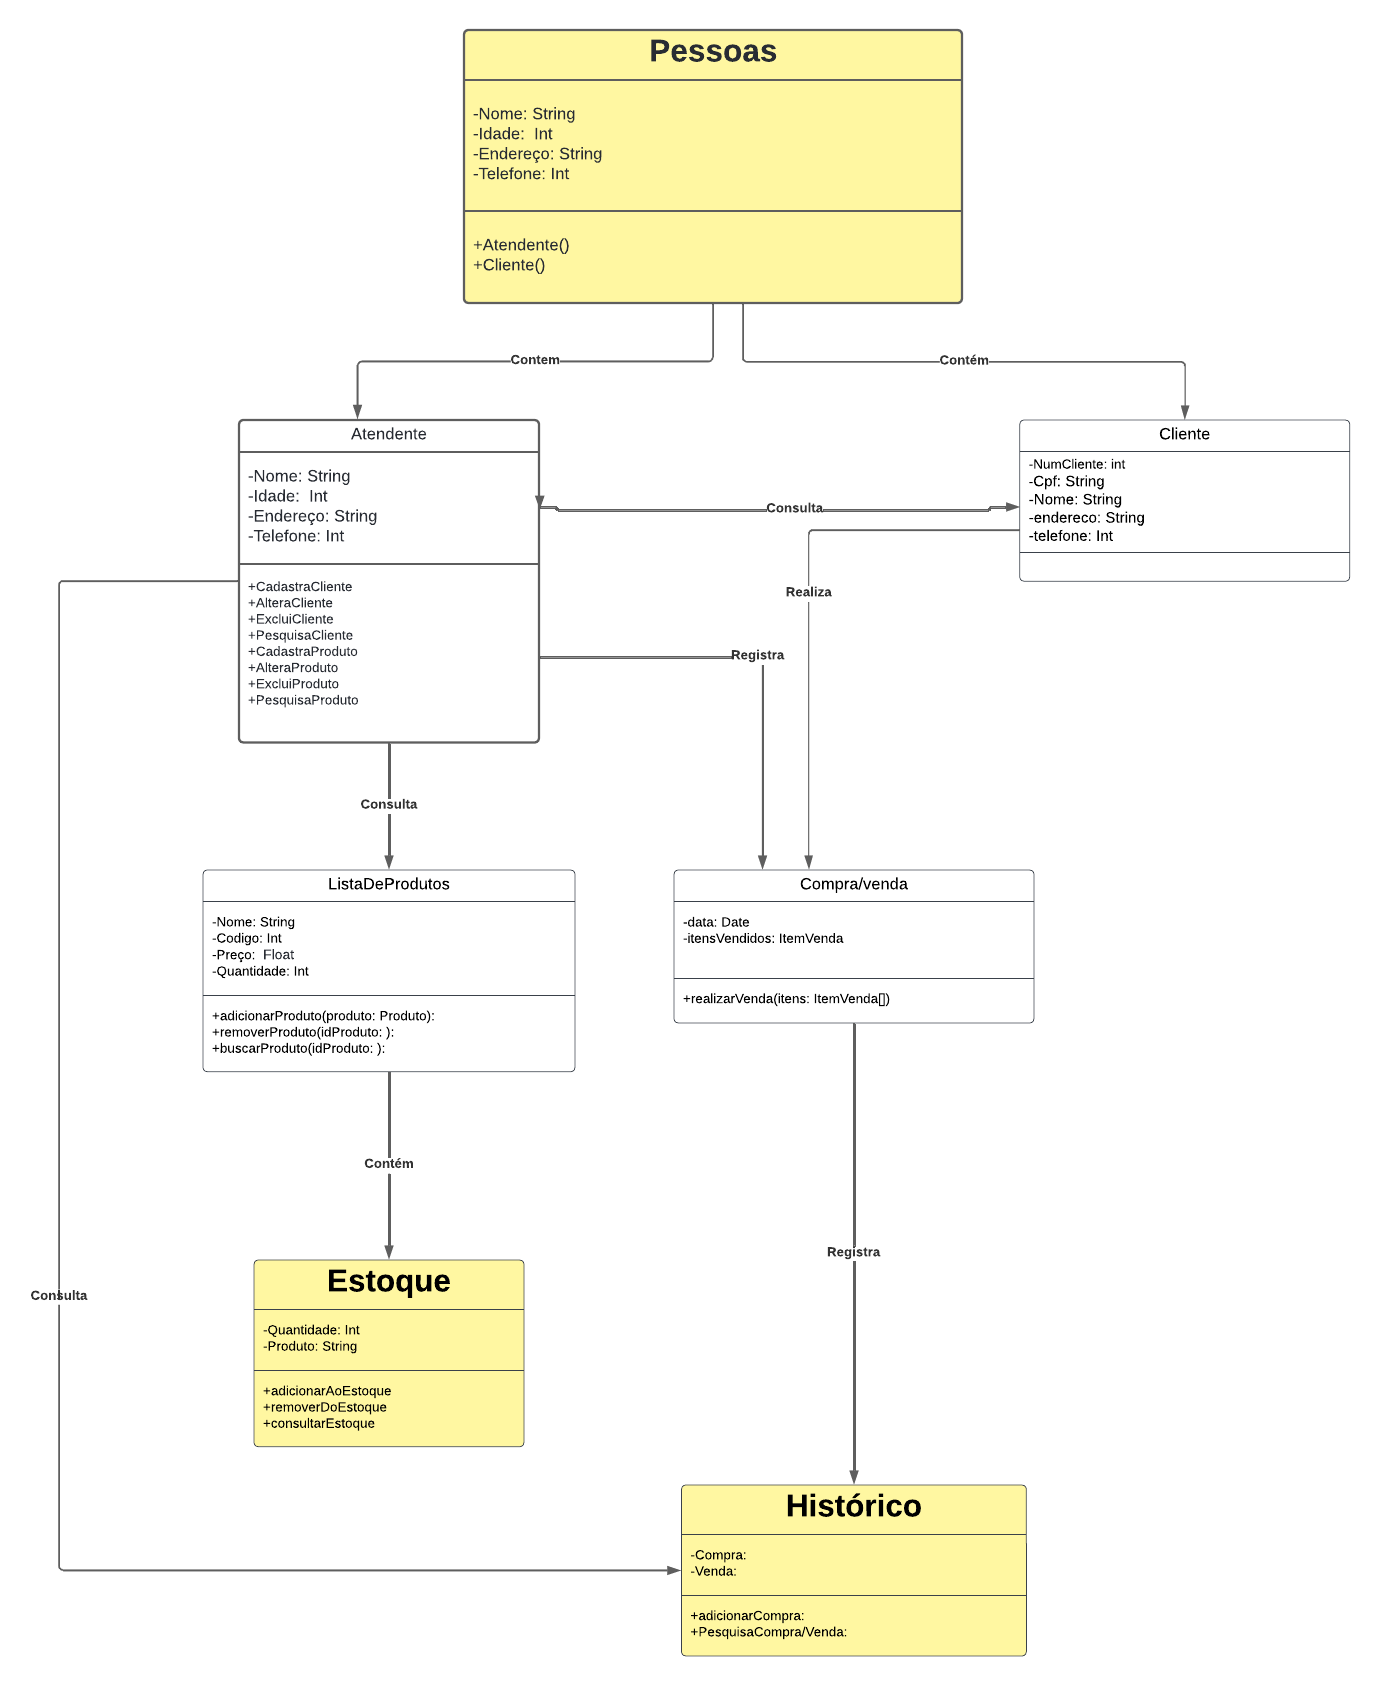 Pessoas
-Nome: String
-Idade:  Int
-Endereço: String
-Telefone: Int
+Atendente()
+Cliente()
Contem
Contém
Atendente
-Nome: String
-Idade:  Int
-Endereço: String
-Telefone: Int
+CadastraCliente
+AlteraCliente
+ExcluiCliente
+PesquisaCliente
+CadastraProduto
+AlteraProduto
+ExcluiProduto
+PesquisaProduto
Cliente
-NumCliente: int
-Cpf: String
-Nome: String
-endereco: String
-telefone: Int
Consulta
Realiza
Registra
Consulta
ListaDeProdutos
-Nome: String
-Codigo: Int
-Preço:  Float
-Quantidade: Int
+adicionarProduto(produto: Produto):
+removerProduto(idProduto: ):
+buscarProduto(idProduto: ):
Compra/venda
-data: Date
-itensVendidos: ItemVenda
+realizarVenda(itens: ItemVenda[])
Contém
Registra
Estoque
-Quantidade: Int
-Produto: String
+adicionarAoEstoque
+removerDoEstoque
+consultarEstoque
Consulta
Histórico
-Compra:
-Venda:
+adicionarCompra:
+PesquisaCompra/Venda: